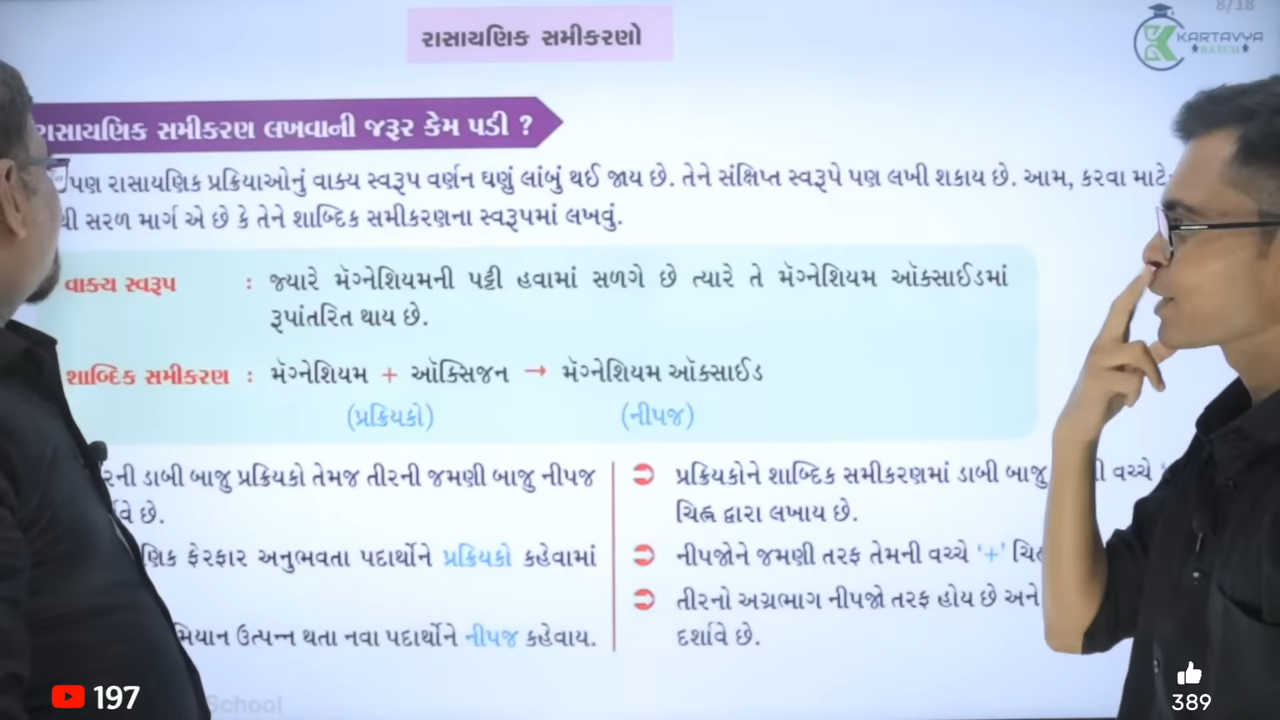 8/18
રાસાયણિક સમીકરણો
KARTAVYA
BATCH
રાસાયણિક સમીકરણ લખવાની જરૂર કેમ પડી ?
પણ રાસાયણિક પ્રક્રિયાઓનું વાક્ય સ્વરૂપ વર્ણન ઘણું લાંબું થઈ જાય છે. તેને સંક્ષિપ્ત સ્વરૂપે પણ લખી શકાય છે. આમ, કરવા માટે
સરળ માર્ગ એ છે કે તેને શાબ્દિક સમીકરણના સ્વરૂપમાં લખવું.
વાક્ય સ્વરૂપ : જ્યારે મૅગ્નેશિયમની પટ્ટી હવામાં સળગે છે ત્યારે તે મૅગ્નેશિયમ ઑક્સાઈડમાં
રૂપાંતરિત થાય છે.
શાબ્દિક સમીકરણ : મૅગ્નેશિયમ + ઑક્સિજન → મૅગ્નેશિયમ ઑક્સાઈડ
(પ્રક્રિયકો) (નીપજ)
ડાબી બાજુ પ્રક્રિયકો તેમજ તીરની જમણી બાજુ નીપજ
છે.
ફેરફાર અનુભવતા પદાર્થોને પ્રક્રિયકો કહેવામાં
ઉત્પન્ન થતા નવા પદાર્થોને નીપજ કહેવાય.
પ્રક્રિયકોને શાબ્દિક સમીકરણમાં ડાબી બાજુ વચ્ચે
ચિહ્ન દ્વારા લખાય છે.
નીપજોને જમણી તરફ તેમની વચ્ચે '+'
તીરનો અગ્રભાગ નીપજો તરફ હોય છે અને
દર્શાવે છે.
197
School
389